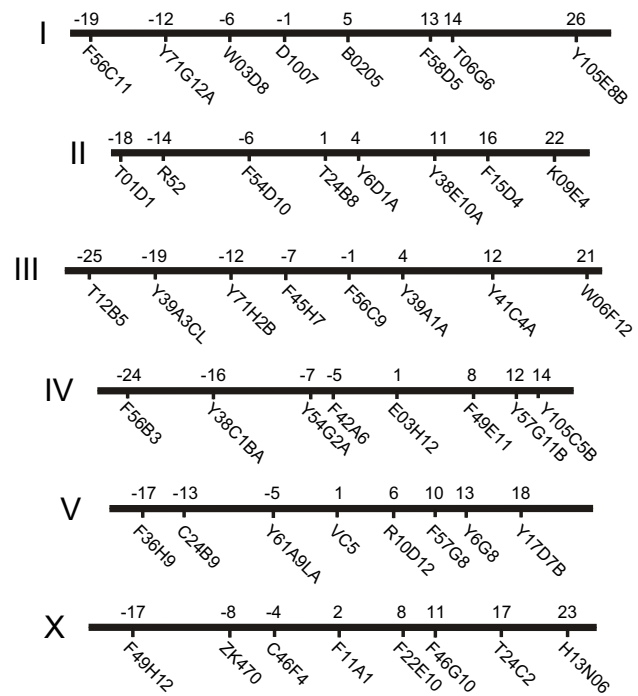 -19 -12 -6 -1 5 13 14 26
I
F56C11 Y71G12A W03D8 D1007 B0205 F58D5 T06G6 Y105E8B
-18 -14 -6 1 4 11 16 22
II
T01D1 R52 F54D10 T24B8 Y6D1A Y38E10A F15D4 K09E4
-25 -19 -12 -7 -1 4 12 21
III
T12B5 Y39A3CL Y71H2B F45H7 F56C9 Y39A1A Y41C4A W06F12
-24 -16 -7 -5 1 8 12 14
IV
F56B3 Y38C1BA Y54G2A F42A6 E03H12 F49E11 Y57G11B Y105C5B
-17 -13 -5 1 6 10 13 18
V
F36H9 C24B9 Y61A9LA VC5 R10D12 F57G8 Y6G8 Y17D7B
-17 -8 -4 2 8 11 17 23
X
F49H12 ZK470 C46F4 F11A1 F22E10 F46G10 T24C2 H13N06